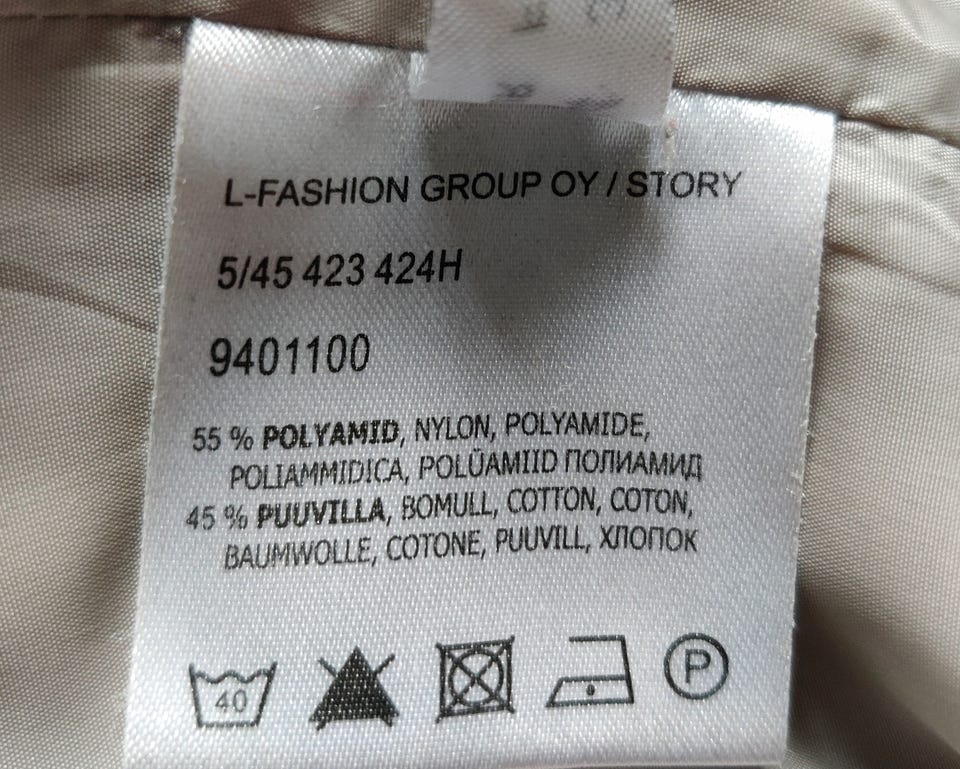 L-FASHION GROUP OY / STORY
5/45 423 424H
9401100
55 % POLYAMID, NYLON, POLYAMIDE,
POLIAMMIDICA, POLÜAMIID ПОЛИАМИД
45 % PUUVILLA, BOMULL, COTTON, COTON,
BAUMWOLLE, COTONE, PUUVILL, ХЛОПОК
40 P